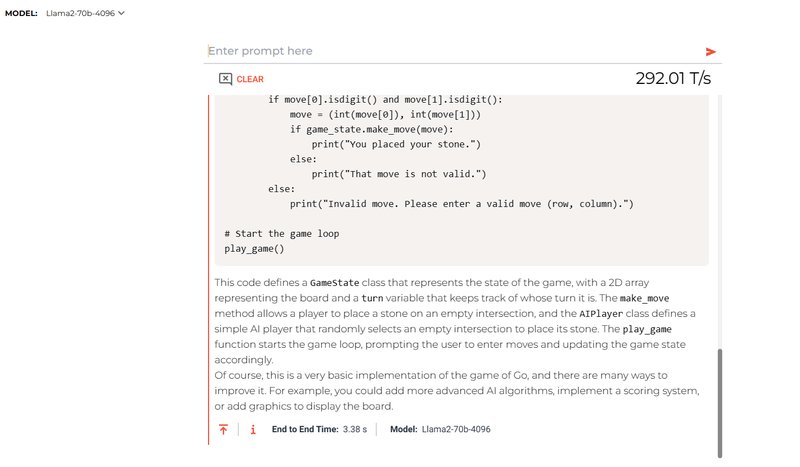 MODEL: Llama2-70b-4096
Enter prompt here
CLEAR 292.01 T/s
        if move[0].isdigit() and move[1].isdigit():
            move = (int(move[0]), int(move[1]))
            if game_state.make_move(move):
                print("You placed your stone.")
            else:
                print("That move is not valid.")
        else:
            print("Invalid move. Please enter a valid move (row, column).")
# Start the game loop
play_game()
This code defines a GameState class that represents the state of the game, with a 2D array
representing the board and a turn variable that keeps track of whose turn it is. The make_move
method allows a player to place a stone on an empty intersection, and the AIPlayer class defines a
simple AI player that randomly selects an empty intersection to place its stone. The play_game
function starts the game loop, prompting the user to enter moves and updating the game state
accordingly.
Of course, this is a very basic implementation of the game of Go, and there are many ways to
improve it. For example, you could add more advanced AI algorithms, implement a scoring system,
or add graphics to display the board.
End to End Time: 3.38 s Model: Llama2-70b-4096